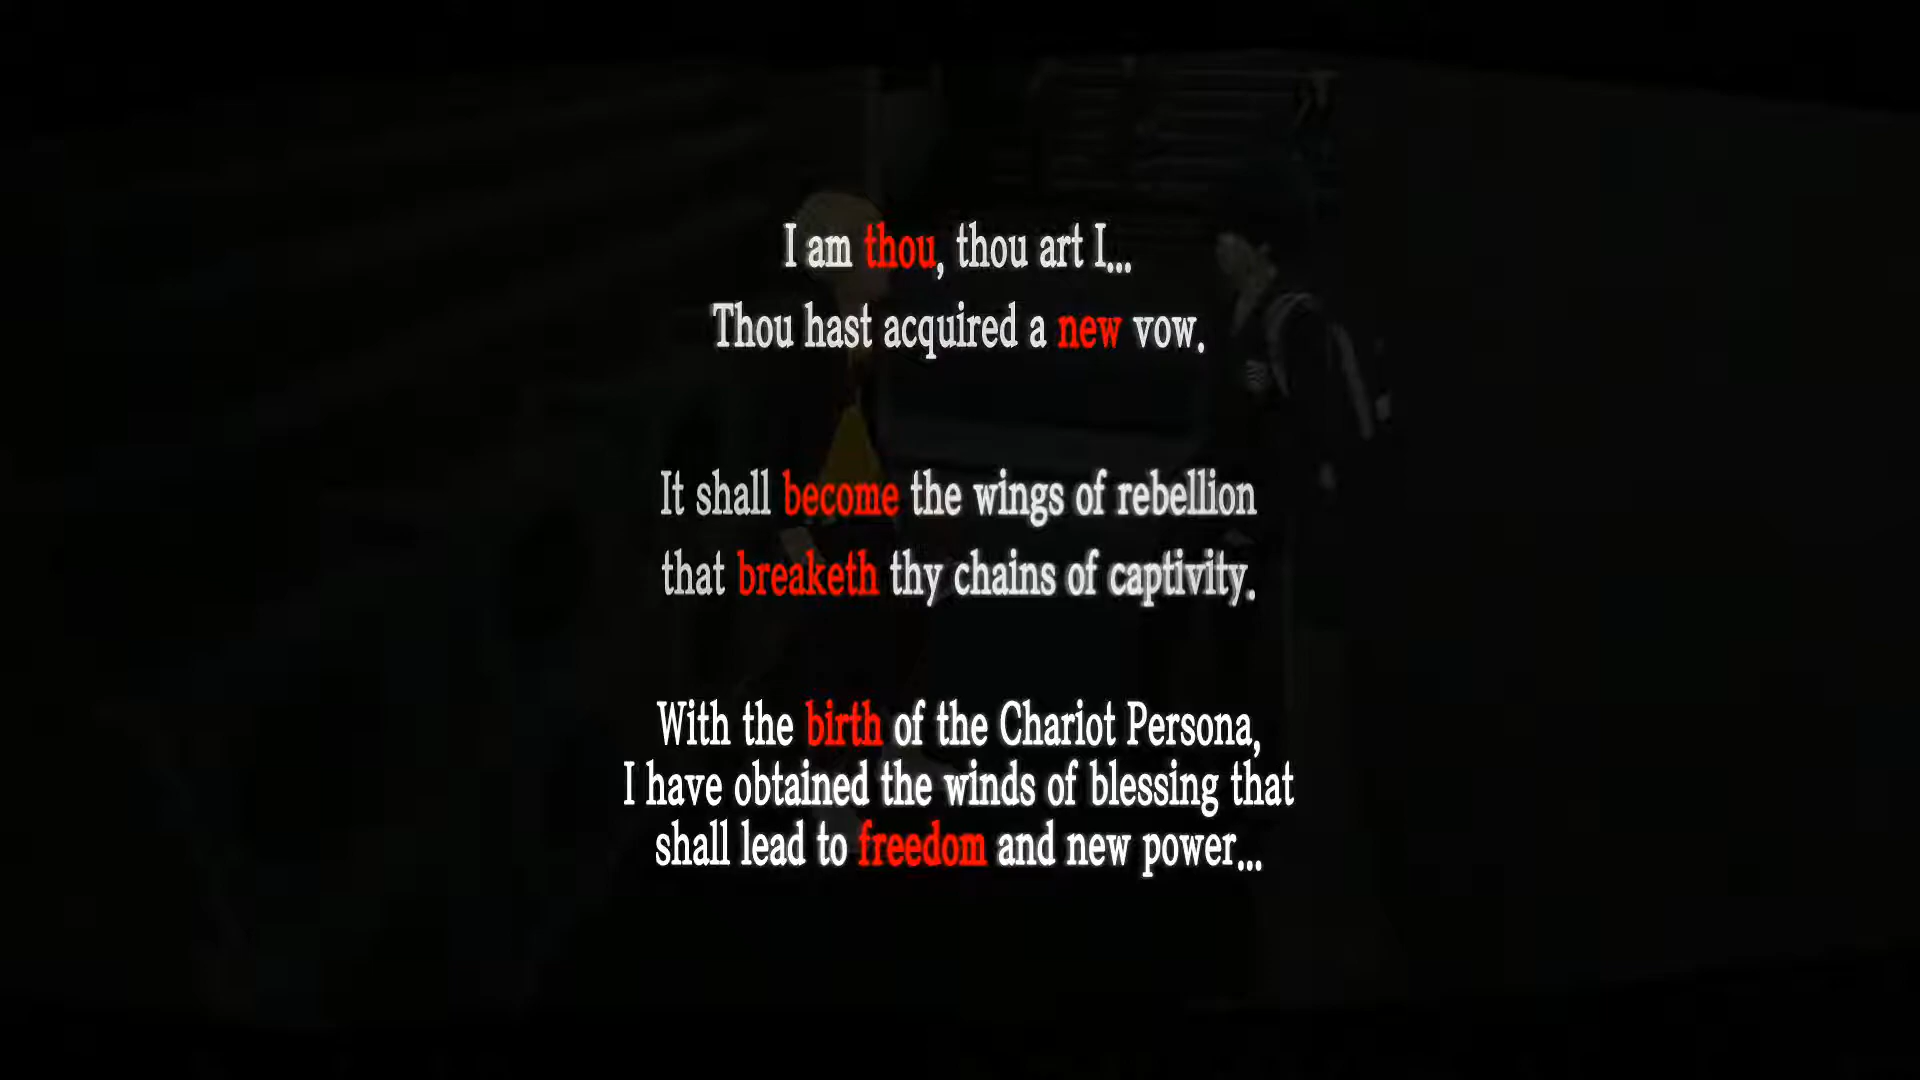 I am thou, thou art I...
Thou hast acquired a new vow.
It shall become the wings of rebellion
that breaketh thy chains of captivity.
With the birth of the Chariot Persona,
I have obtained the winds of blessing that
shall lead to freedom and new power...